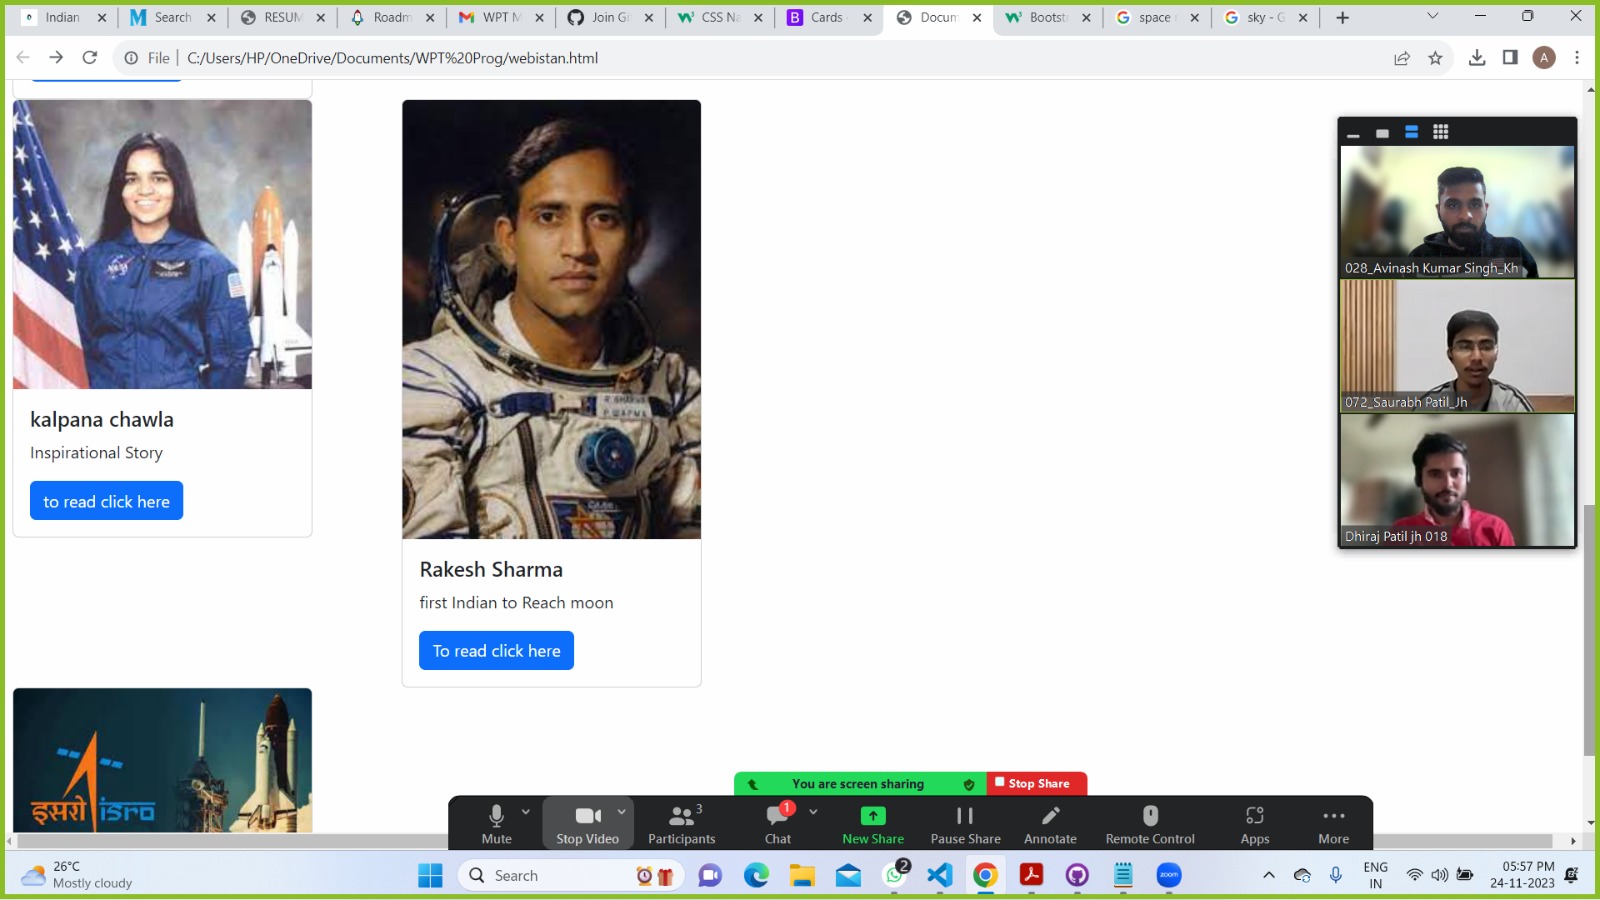 Indian
Search
RESUM
Roadm
WPT M
Join Gi
CSS Na
Cards
Docum
Bootst
space
sky - G
File
C:/Users/HP/OneDrive/Documents/WPT%20Prog/webistan.html
A
kalpana chawla
Inspirational Story
to read click here
Rakesh Sharma
first Indian to Reach moon
To read click here
028_Avinash Kumar Singh_Kh
072_Saurabh Patil_Jh
Dhiraj Patil jh 018
इसरो isro
You are screen sharing
Stop Share
Mute
Stop Video
3
Participants
1
Chat
New Share
Pause Share
Annotate
Remote Control
Apps
More
26°C
Mostly cloudy
Search
2
zoom
ENG
IN
05:57 PM
24-11-2023